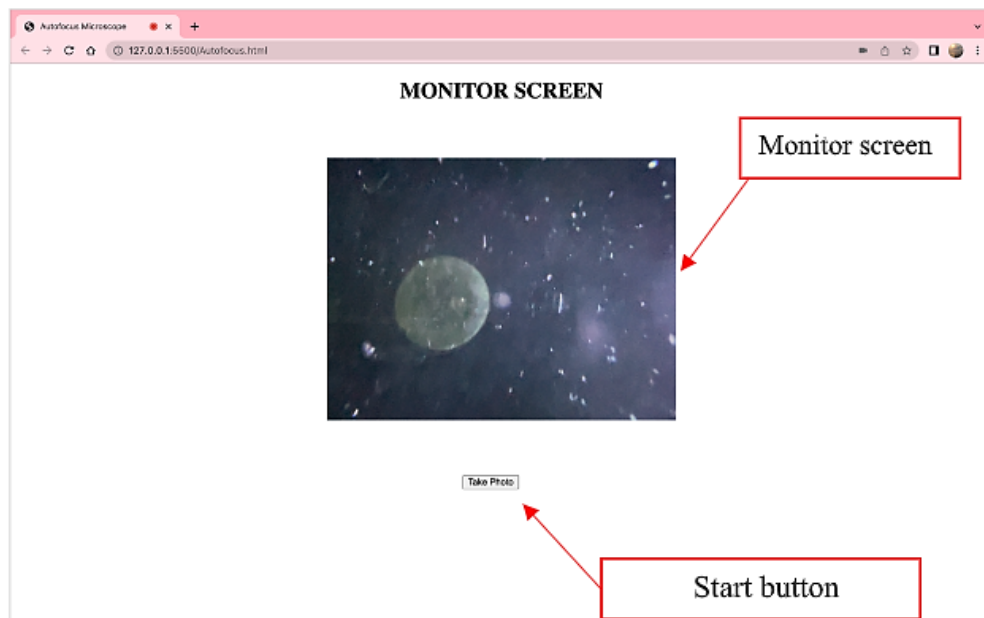 Autofocus Microscope
127.0.0.1:5500/Autofocus.html
MONITOR SCREEN
Monitor screen
Take Photo
Start button